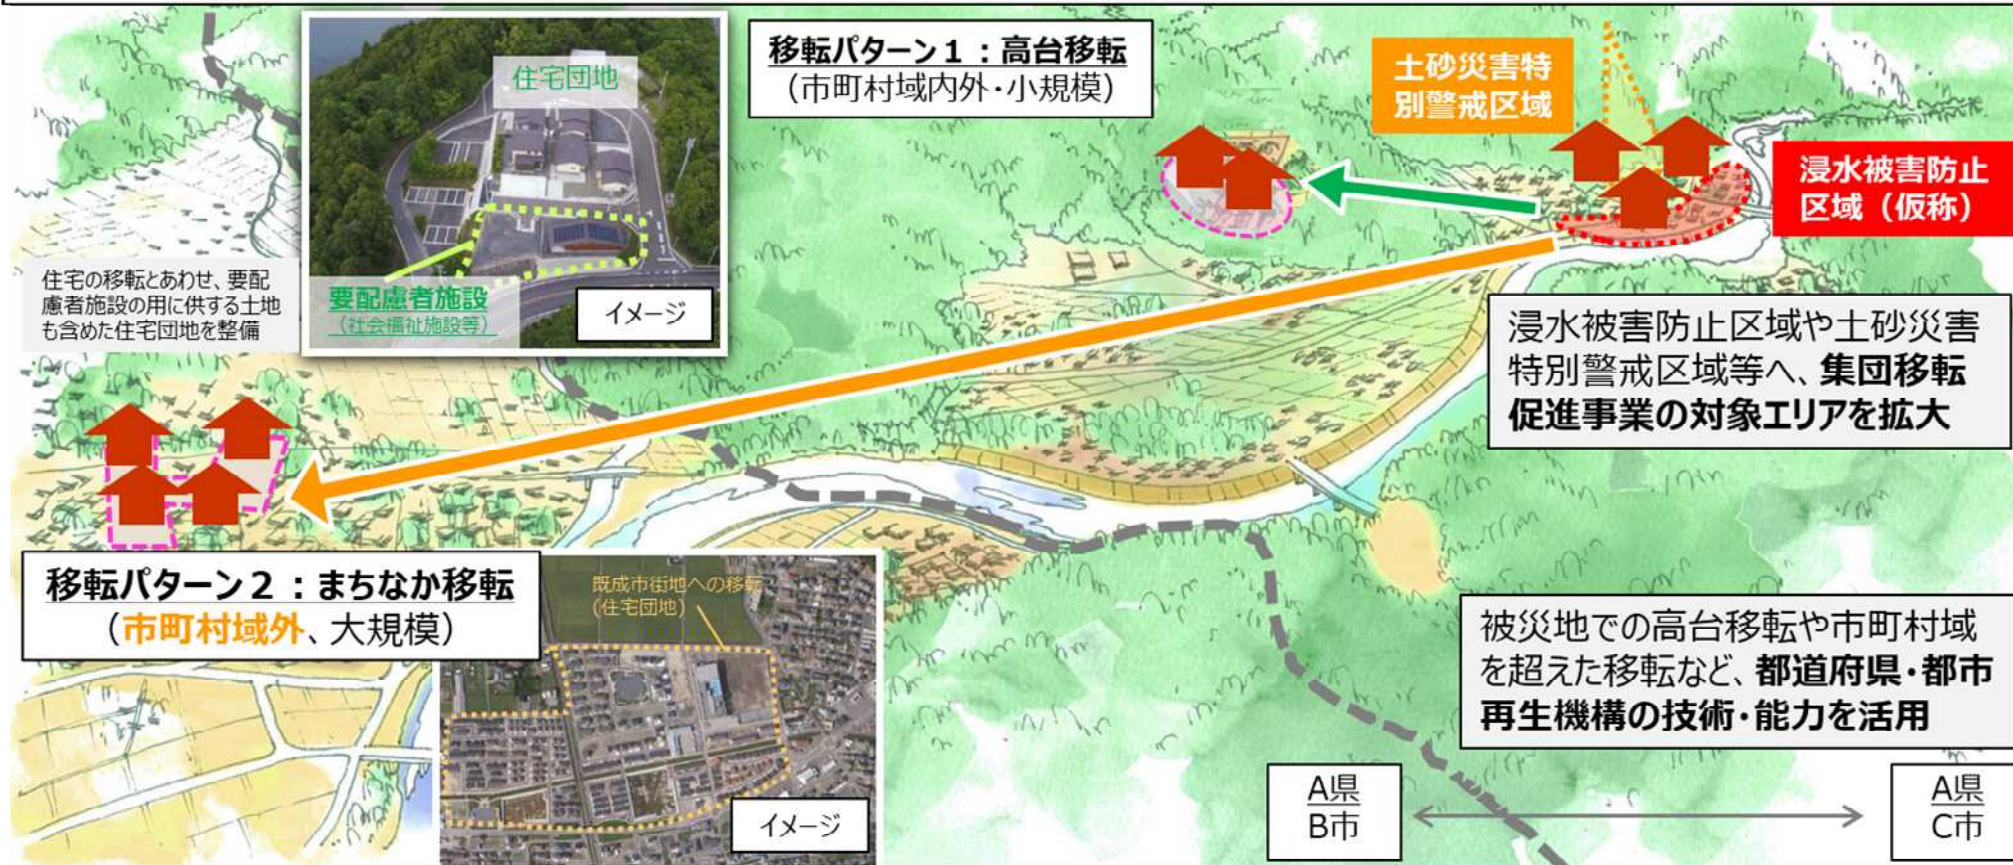 住宅団地
移転パターン1：高台移転
（市町村域内外・小規模）
土砂災害特
別警戒区域
浸水被害防止
区域（仮称）
住宅の移転とあわせ、要配
慮者施設の用に供する土地
も含めた住宅団地を整備
要配慮者施設
（社会福祉施設等）
イメージ
浸水被害防止区域や土砂災害
特別警戒区域等へ、集団移転
促進事業の対象エリアを拡大
移転パターン２：まちなか移転
（市町村域外、大規模）
既成市街地への移転
(住宅団地)
イメージ
被災地での高台移転や市町村域
を超えた移転など、都道府県・都市
再生機構の技術・能力を活用
A県
B市
A県
C市